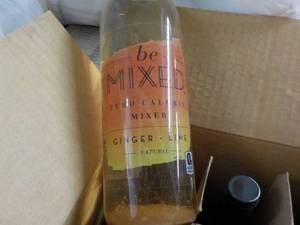 be
MIXED
ZERO CALORIE
MIXER
GINGER + LIME
NATURAL